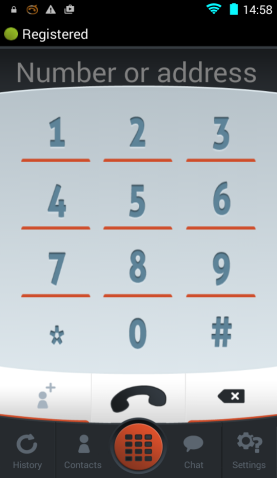 14:58
Registered
Number or address
1 2 3
4 5 6
7 8 9
* 0 #
History Contacts Chat Settings